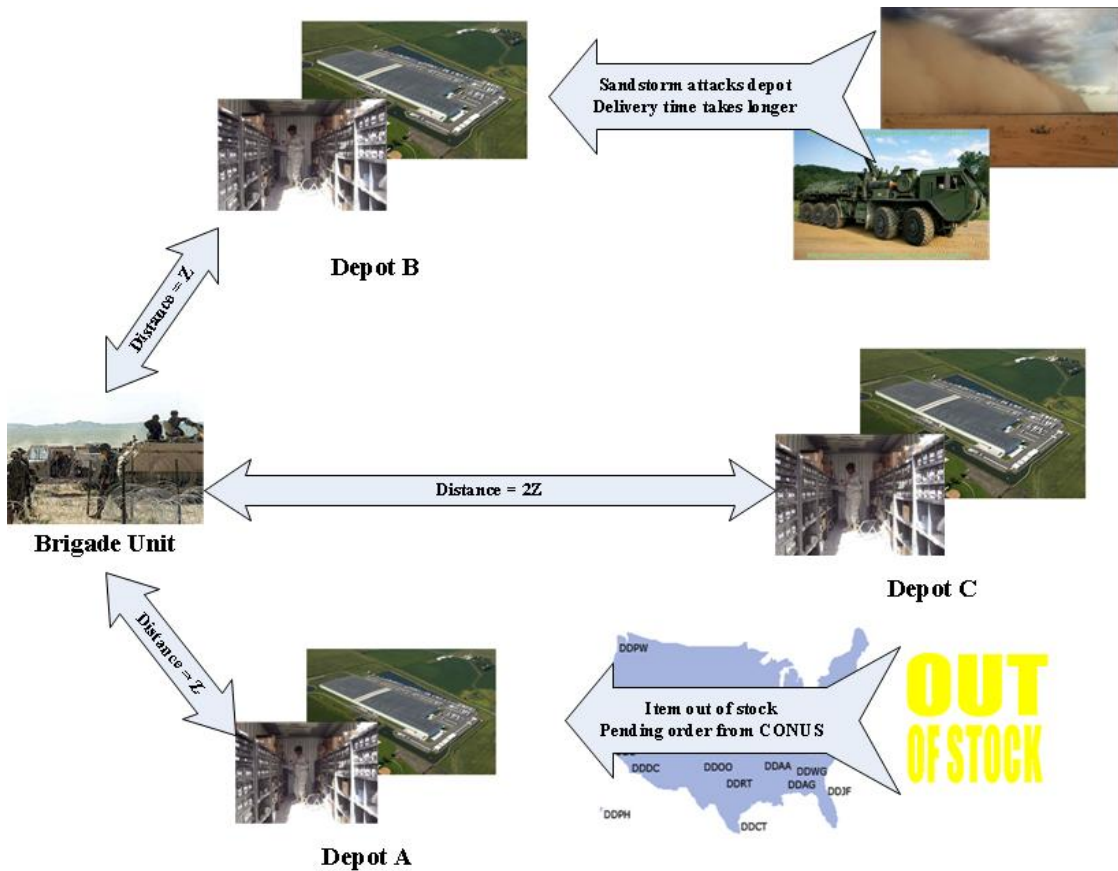 Sandstorm attacks depot
Delivery time takes longer
Depot B
Distance = Z
Distance = 2Z
Brigade Unit
Depot C
Distance = Z
DDPW
OUT
OF STOCK
Item out of stock
Pending order from CONUS
DDDC
DDOO
DDAA
DDWG
DDRT
DDAG
DDJF
DDPH
DDCT
Depot A